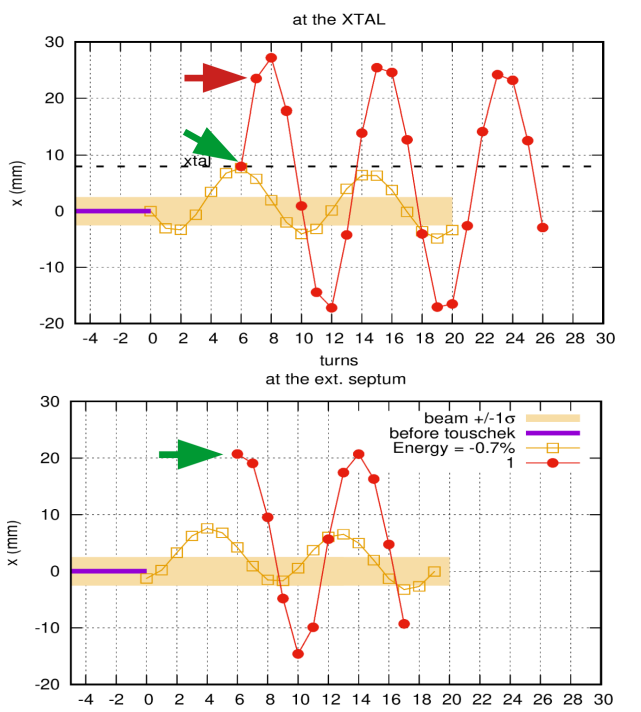 at the XTAL
30
20
10
0
-10
-20
x (mm)
xtal
-4 -2 0 2 4 6 8 10 12 14 16 18 20 22 24 26 28 30
turns
at the ext. septum
30
20
10
0
-10
-20
x (mm)
beam +/-1σ
before touschek
Energy = -0.7%
1
-4 -2 0 2 4 6 8 10 12 14 16 18 20 22 24 26 28 30